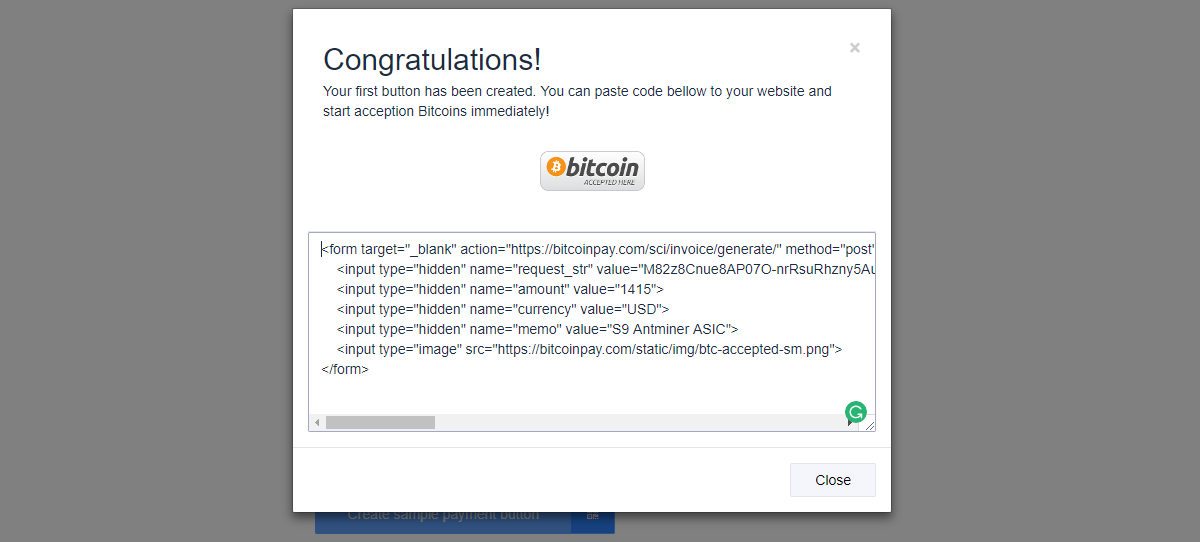 Congratulations!
×
Your first button has been created. You can paste code bellow to your website and
start acception Bitcoins immediately!
bitcoin
ACCEPTED HERE
<form target="_blank" action="https://bitcoinpay.com/sci/invoice/generate/" method="post"
<input type="hidden" name="request_str" value="M82z8Cnue8AP07O-nrRsuRhzny5Au
<input type="hidden" name="amount" value="1415">
<input type="hidden" name="currency" value="USD">
<input type="hidden" name="memo" value="S9 Antminer ASIC">
<input type="image" src="https://bitcoinpay.com/static/img/btc-accepted-sm.png">
</form>
Close
Create sample payment button